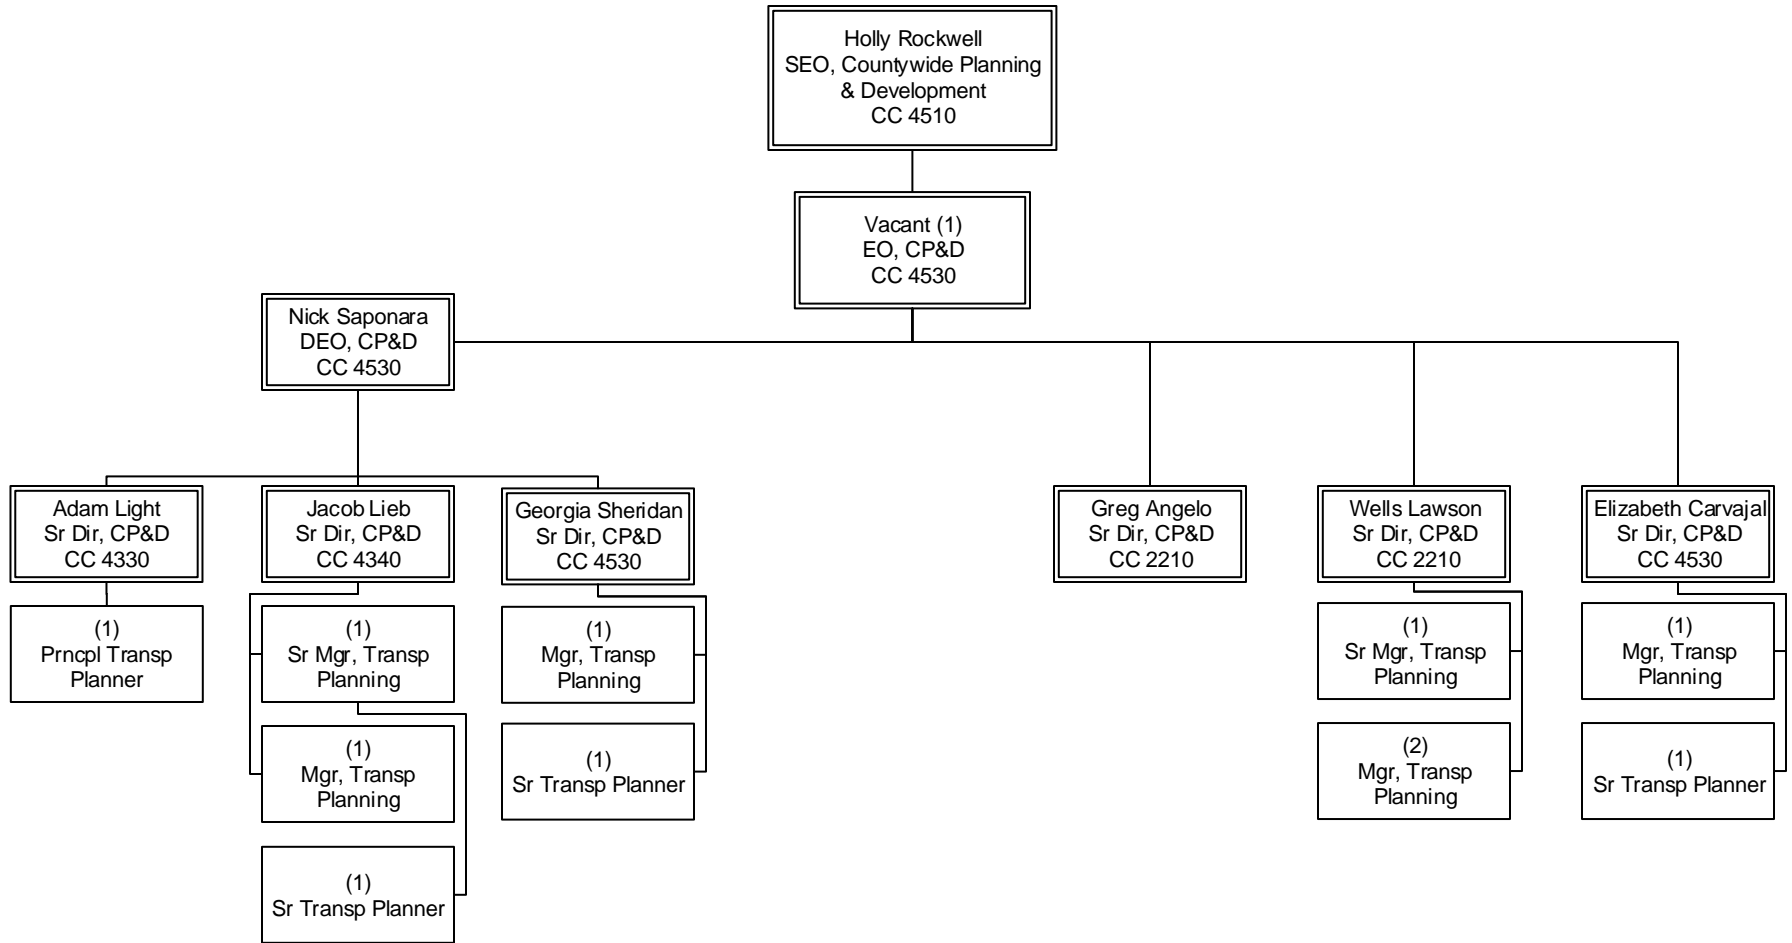 Holly Rockwell
SEO, Countywide Planning
& Development
CC 4510
Vacant (1)
EO, CP&D
CC 4530
Nick Saponara
DEO, CP&D
CC 4530
Adam Light
Sr Dir, CP&D
CC 4330
Jacob Lieb
Sr Dir, CP&D
CC 4340
Georgia Sheridan
Sr Dir, CP&D
CC 4530
Greg Angelo
Sr Dir, CP&D
CC 2210
Wells Lawson
Sr Dir, CP&D
CC 2210
Elizabeth Carvajal
Sr Dir, CP&D
CC 4530
(1)
Prncpl Transp
Planner
(1)
Sr Mgr, Transp
Planning
(1)
Mgr, Transp
Planning
(1)
Sr Mgr, Transp
Planning
(1)
Mgr, Transp
Planning
(1)
Mgr, Transp
Planning
(1)
Sr Transp Planner
(2)
Mgr, Transp
Planning
(1)
Sr Transp Planner
(1)
Sr Transp Planner